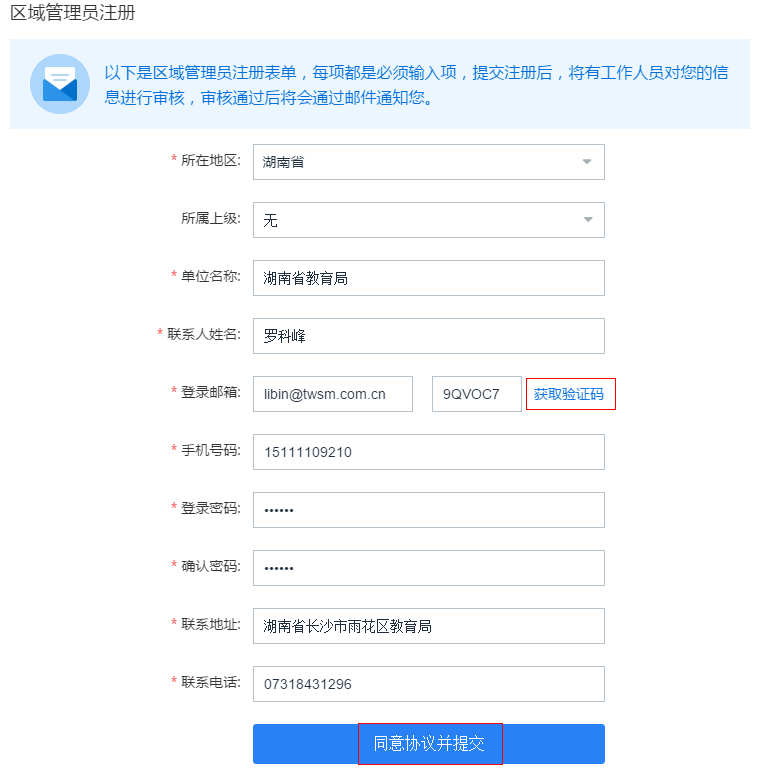 区域管理员注册
以下是区域管理员注册表单，每项都是必须输入项，提交注册后，将有工作人员对您的信
息进行审核，审核通过后将会通过邮件通知您。
* 所在地区: 湖南省
所属上级: 无
* 单位名称: 湖南省教育局
* 联系人姓名: 罗科峰
* 登录邮箱: libin@twsm.com.cn 9QVOC7 获取验证码
* 手机号码: 15111109210
* 登录密码: ••••••
* 确认密码: ••••••
* 联系地址: 湖南省长沙市雨花区教育局
* 联系电话: 07318431296
同意协议并提交